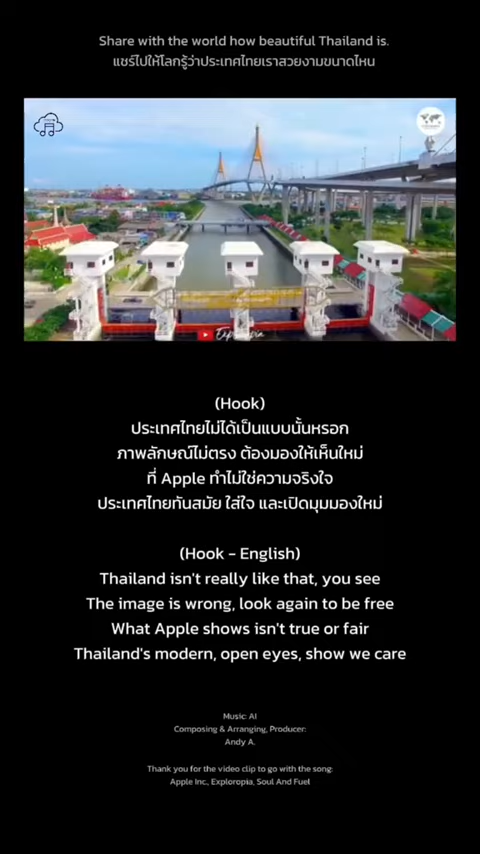 Share with the world how beautiful Thailand is.
แชร์ไปให้โลกรู้ว่าประเทศไทยเราสวยงามขนาดไหน
Exploropia
(Hook)
ประเทศไทยไม่ได้เป็นแบบนั้นหรอก
ภาพลักษณ์ไม่ตรง ต้องมองให้เห็นใหม่
ที่ Apple ทำไม่ใช่ความจริงใจ
ประเทศไทยทันสมัย ใส่ใจ และเปิดมุมมองใหม่
(Hook - English)
Thailand isn't really like that, you see
The image is wrong, look again to be free
What Apple shows isn't true or fair
Thailand's modern, open eyes, show we care
Music: AI
Composing & Arranging, Producer:
Andy A.
Thank you for the video clip to go with the song:
Apple Inc., Exploropia, Soul And Fuel